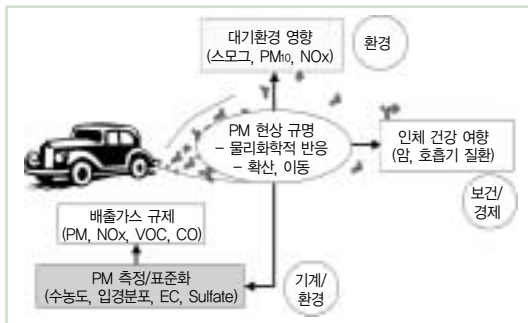 대기환경 영향
(스모그, PM10, NOx)
환경
PM 현상 규명
– 물리화학적 반응
– 확산, 이동
인체 건강 여향
(암, 호흡기 질환)
보건/
경제
배출가스 규제
(PM, NOx, VOC, CO)
PM 측정/표준화
(수농도, 입경분포, EC, Sulfate)
기계/
환경